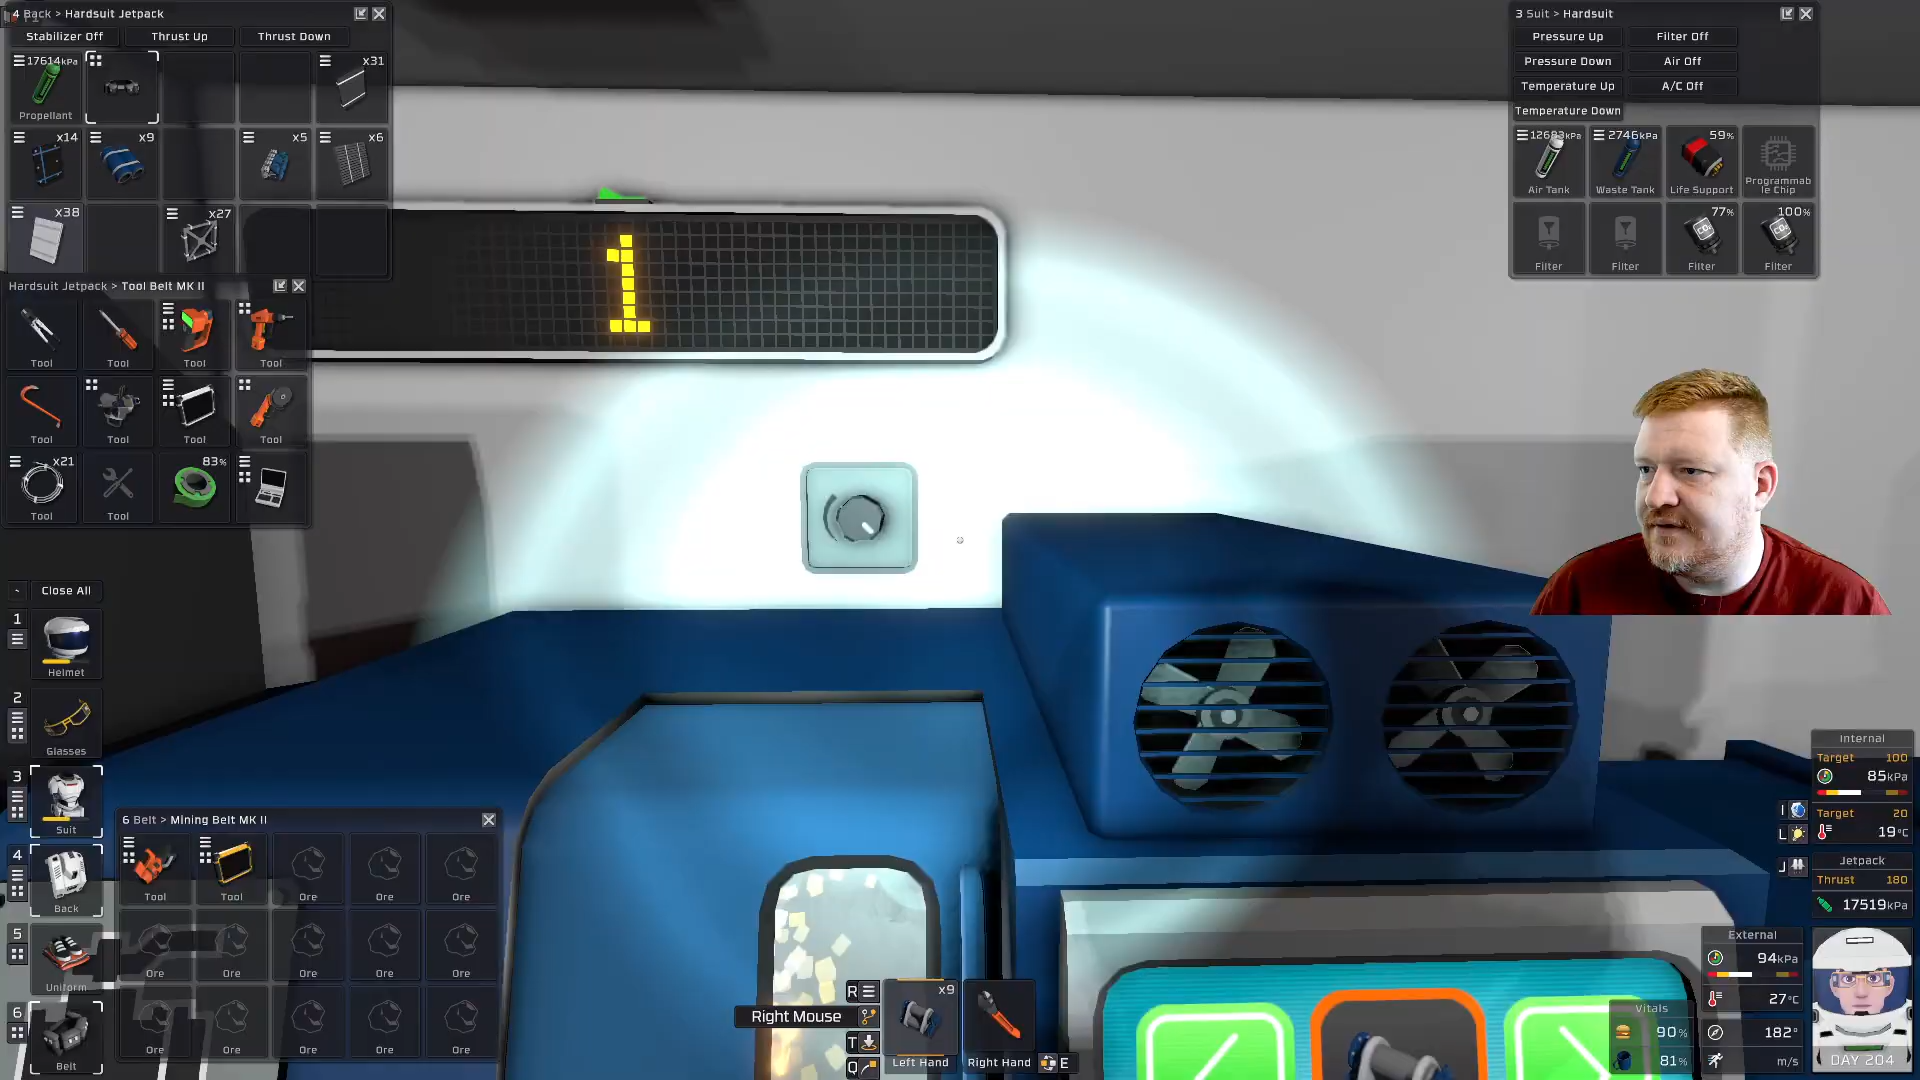 4 Back > Hardsuit Jetpack
Stabilizer Off
Thrust Up
Thrust Down
17614kPa
x31
Propellant
x14
x9
x5
x6
x38
x27
Hardsuit Jetpack > Tool Belt MK II
Tool
Tool
Tool
Tool
Tool
Tool
Tool
Tool
x21
83%
Tool
Tool
1
3 Suit > Hardsuit
Pressure Up
Filter Off
Pressure Down
Air Off
Temperature Up
A/C Off
Temperature Down
12683kPa
2746kPa
59%
Air Tank
Waste Tank
Life Support
Programmab
le Chip
77%
100%
Filter
Filter
Filter
Filter
~
Close All
1
Helmet
2
Glasses
3
Suit
4
Back
5
Uniform
6
Belt
6 Belt > Mining Belt MK II
Tool
Tool
Ore
Ore
Ore
Ore
Ore
Ore
Ore
Ore
Ore
Ore
Ore
Ore
Ore
R
x9
Right Mouse
T
Q
Left Hand
Right Hand
E
Internal
Target 100
85kPa
I
Target 20
L
19°C
J
Jetpack
Thrust 180
17519kPa
External
94kPa
27°C
Vitals
90%
182°
81%
m/s
DAY 204